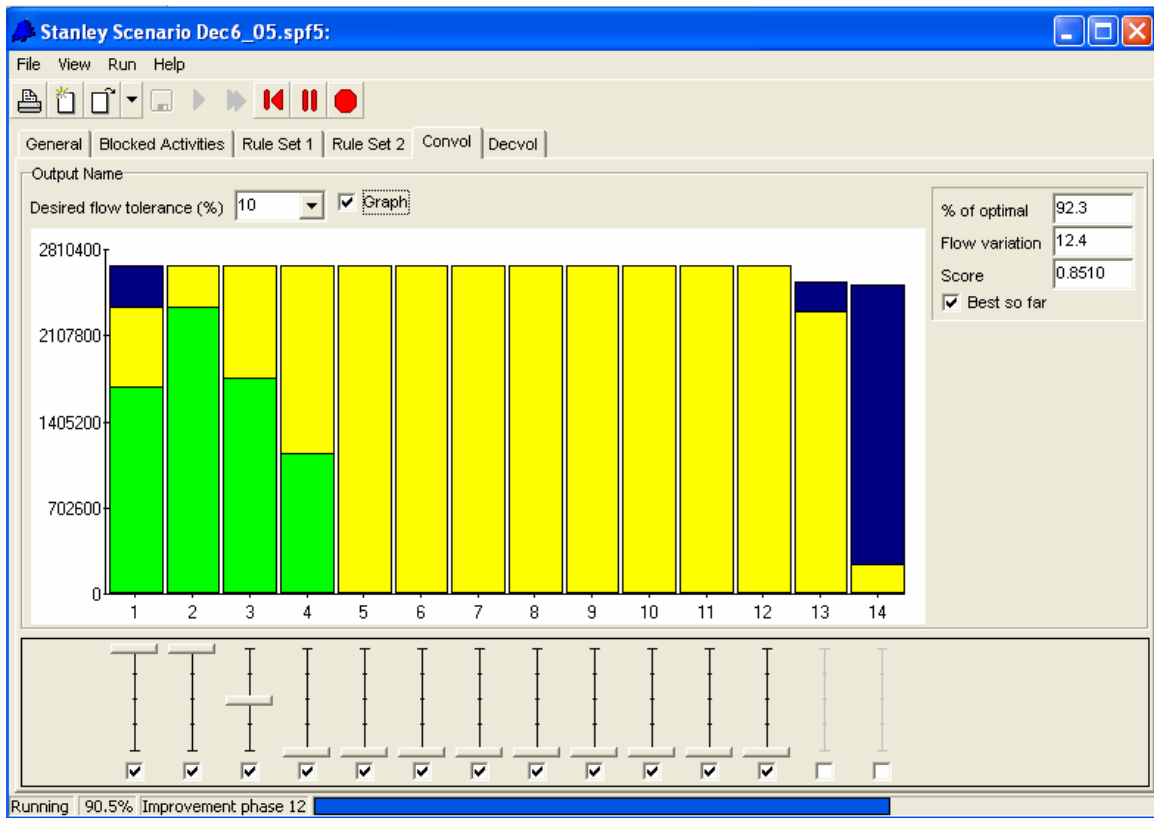 Stanley Scenario Dec6_05.spf5:
File View Run Help
General Blocked Activities Rule Set 1 Rule Set 2 Convol Decvol
Output Name
Desired flow tolerance (%) 10 Graph
% of optimal 92.3
Flow variation 12.4
Score 0.8510
Best so far
2810400
2107800
1405200
702600
0
1 2 3 4 5 6 7 8 9 10 11 12 13 14
Running 90.5% Improvement phase 12